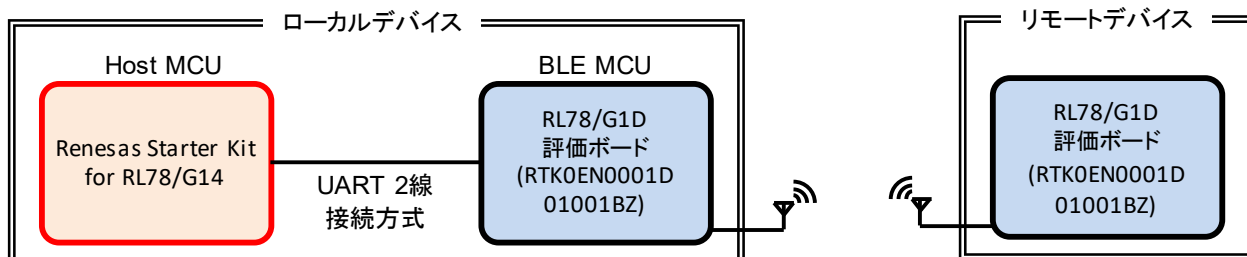 ローカルデバイス
リモートデバイス
Host MCU
BLE MCU
Renesas Starter Kit
for RL78/G14
UART 2線
接続方式
RL78/G1D
評価ボード
(RTK0EN0001D
01001BZ)
RL78/G1D
評価ボード
(RTK0EN0001D
01001BZ)